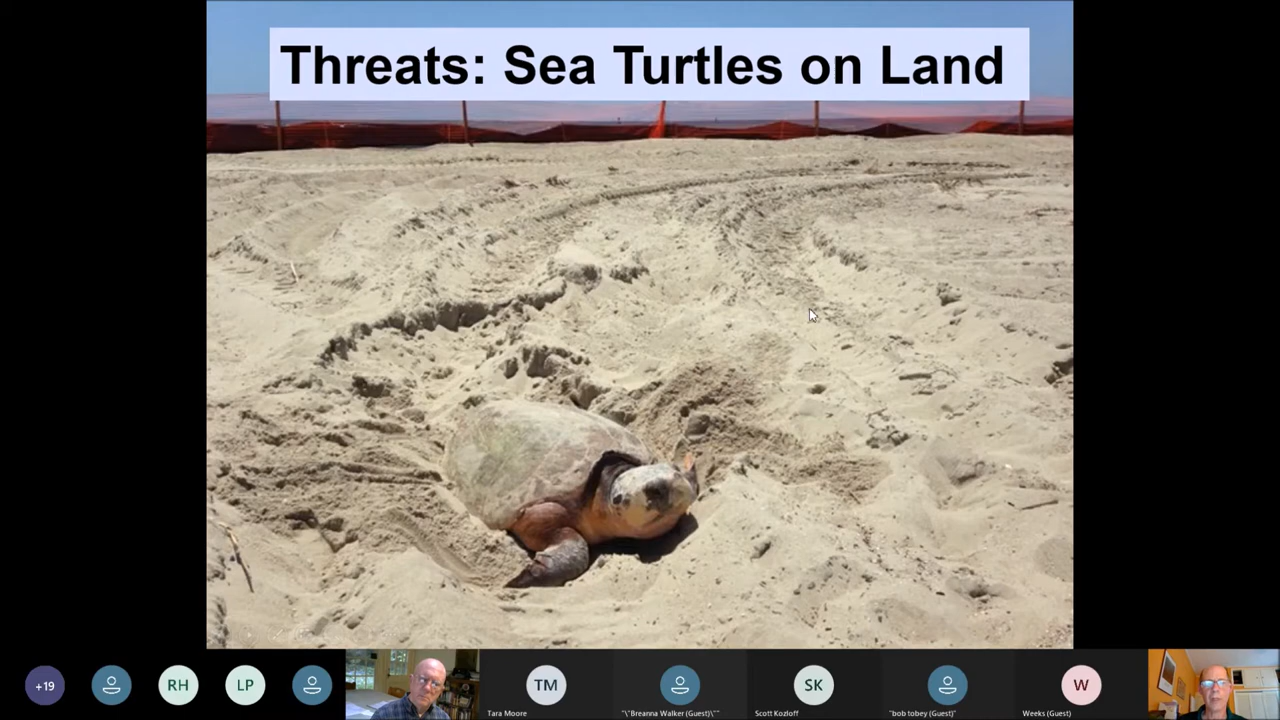 Threats: Sea Turtles on Land
+19
RH
LP
TM
SK
W
Tara Moore
"\"Breanna Walker (Guest)\""
Scott Kozloff
"bob tobey (Guest)"
Weeks (Guest)